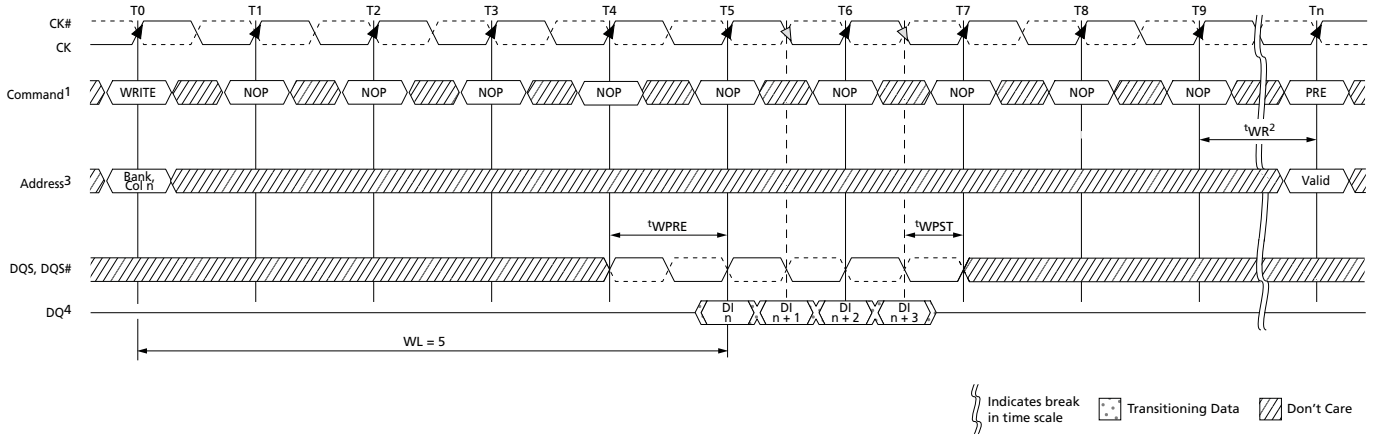 T0 T1 T2 T3 T4 T5 T6 T7 T8 T9 Tn
CK#
CK
Command1 WRITE NOP NOP NOP NOP NOP NOP NOP NOP NOP PRE
tWR2
Address3 Bank, Col n Valid
tWPRE tWPST
DQS, DQS#
DQ4 DI n DI n + 1 DI n + 2 DI n + 3
WL = 5
Indicates break in time scale
Transitioning Data
Don't Care